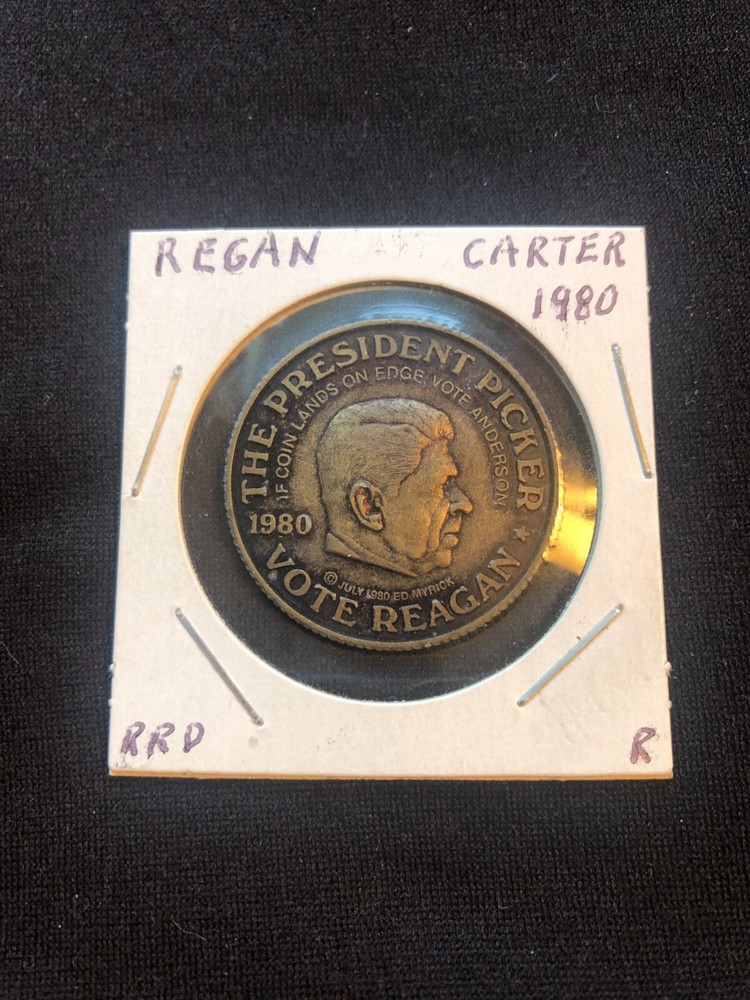 REGAN CARTER
1980
THE PRESIDENT PICKER ★
IF COIN LANDS ON EDGE, VOTE ANDERSON
1980
© JULY 1980 ED MYRICK
VOTE REAGAN
RRD R